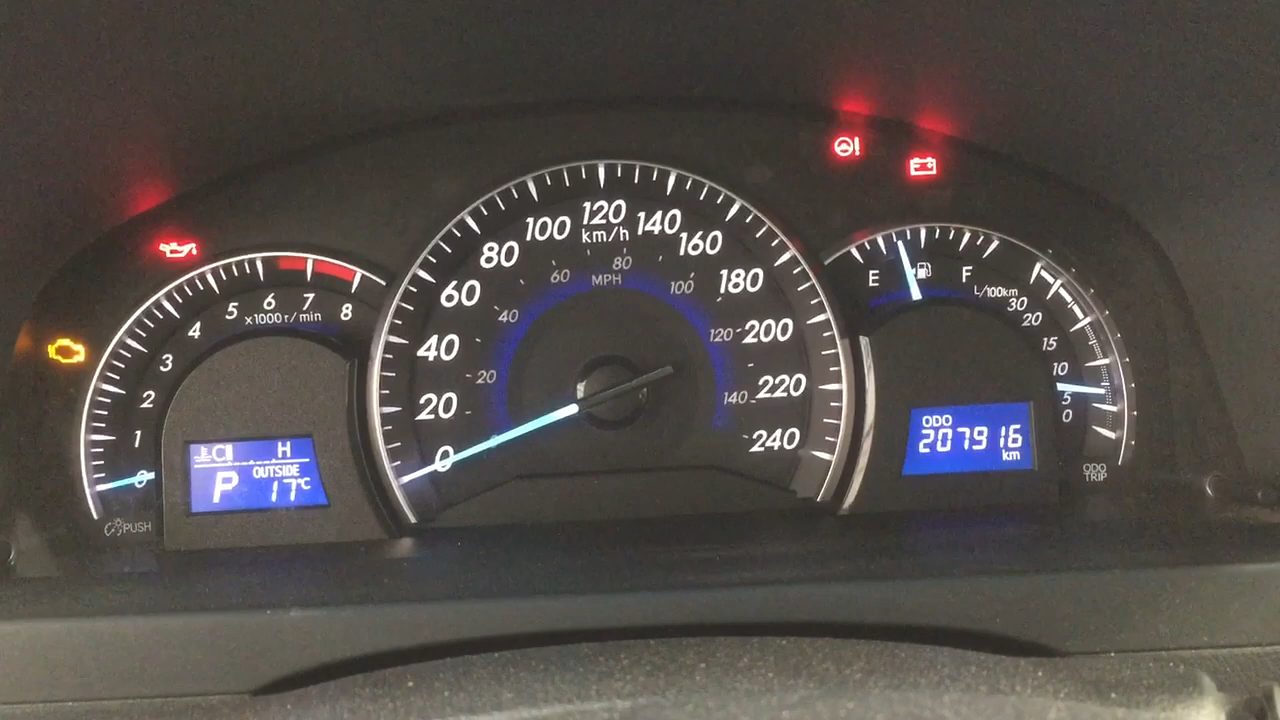 1 2 3 4 5 6 7 8
0
x1000r/min
C H
OUTSIDE
P 17°C
PUSH
0 20 40 60 80 100 120 140 160 180 200 220 240
km/h
MPH
20 40 60 80 100 120 140
E F
L/100km
30
20
15
10
5
0
ODO
207916
km
ODO
TRIP